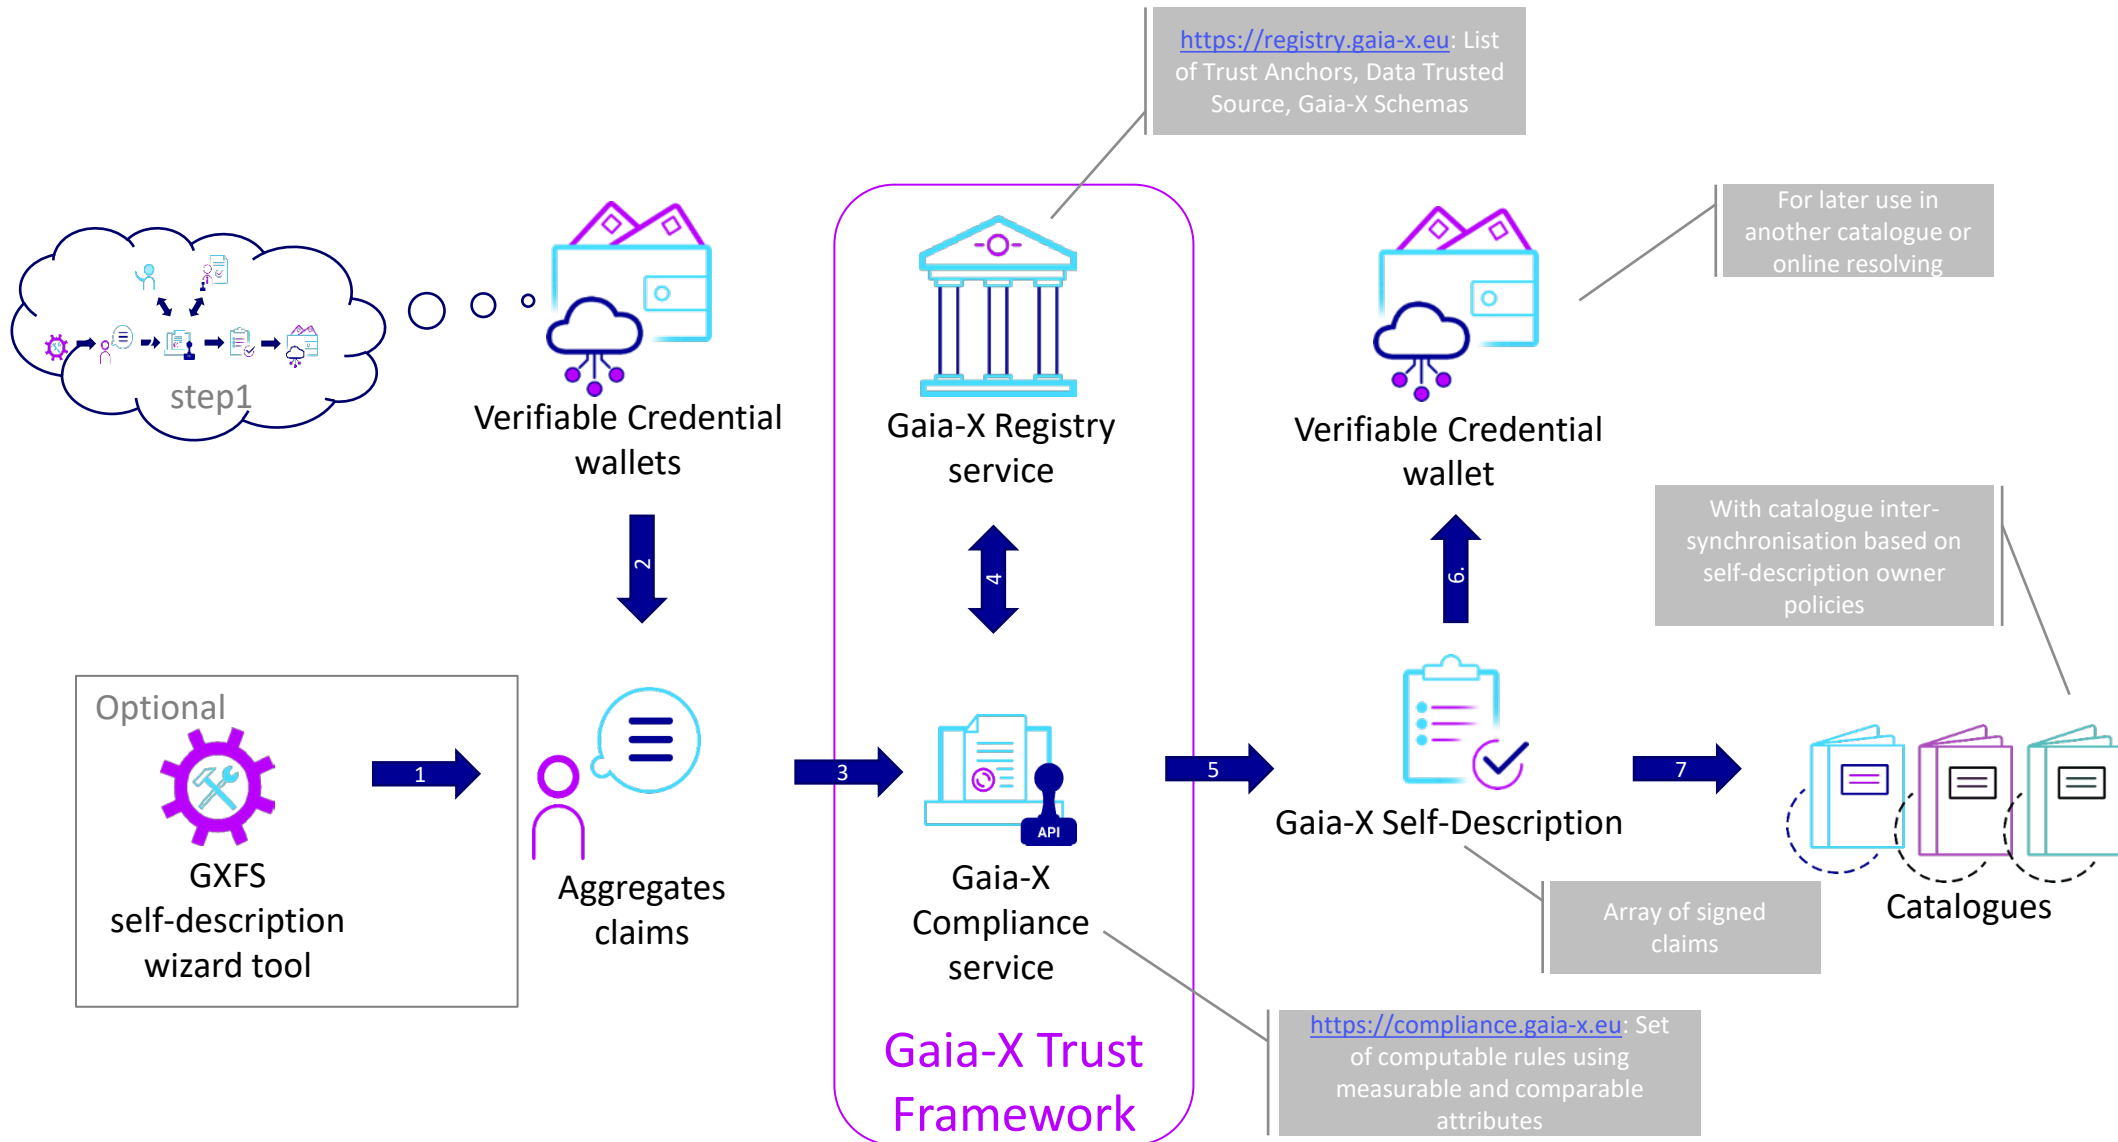 https://registry.gaia-x.eu: List
of Trust Anchors, Data Trusted
Source, Gaia-X Schemas
For later use in
another catalogue or
online resolving
step1
Verifiable Credential
wallets
Gaia-X Registry
service
Verifiable Credential
wallet
With catalogue inter-
synchronisation based on
self-description owner
policies
2
4
6.
Optional
1
3
API
5
7
GXFS
self-description
wizard tool
Aggregates
claims
Gaia-X
Compliance
service
Gaia-X Self-Description
Array of signed
claims
Catalogues
https://compliance.gaia-x.eu: Set
of computable rules using
measurable and comparable
attributes
Gaia-X Trust
Framework